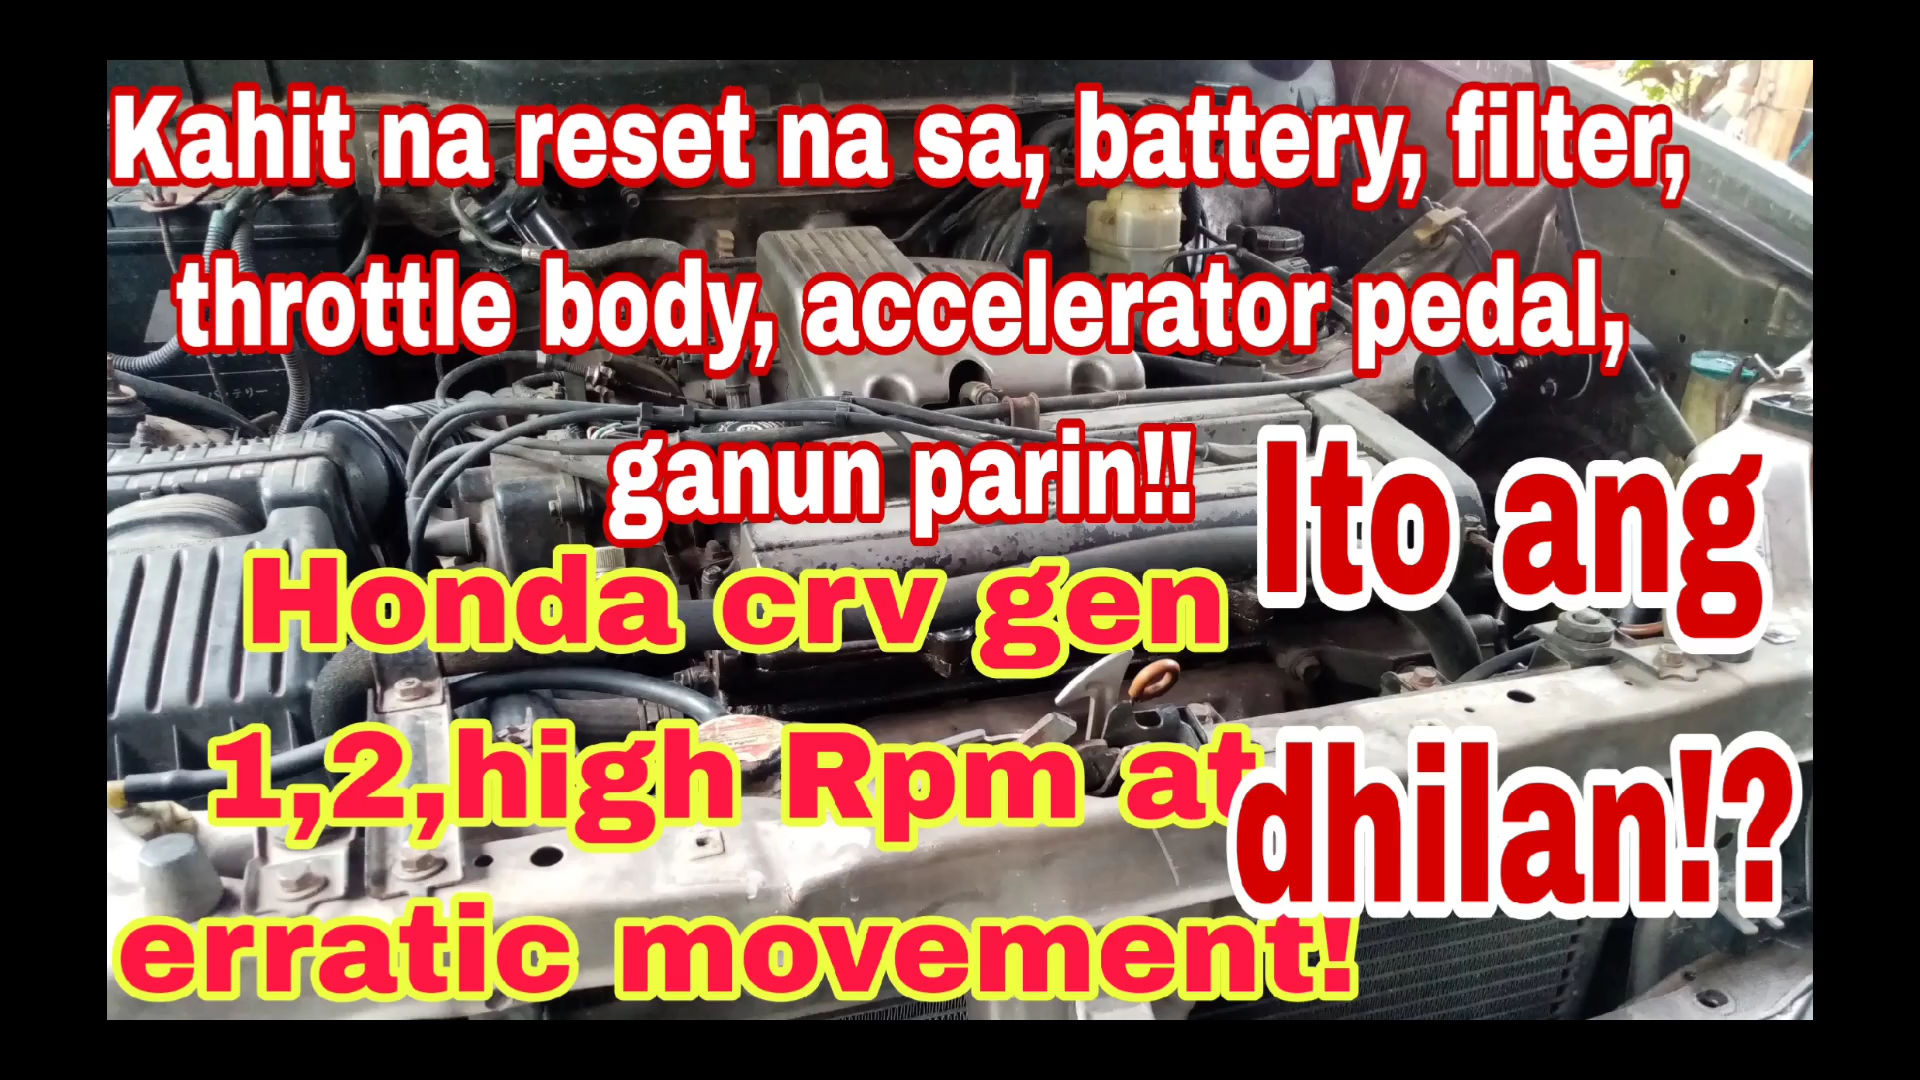 Kahit na reset na sa, battery, filter,
throttle body, accelerator pedal,
ganun parin!!
Ito ang
dhilan!?
Honda crv gen
1,2,high Rpm at
erratic movement!